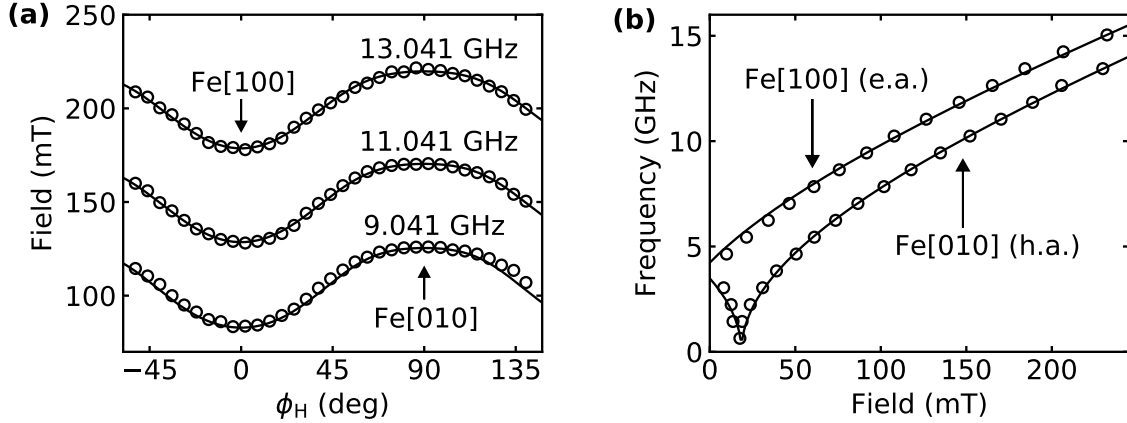 (a)
Field (mT)
250
200
150
100
Fe[100]
13.041 GHz
11.041 GHz
9.041 GHz
Fe[010]
−45 0 45 90 135
ϕH (deg)
(b)
Frequency (GHz)
15
10
5
0
Fe[100] (e.a.)
Fe[010] (h.a.)
0 50 100 150 200
Field (mT)